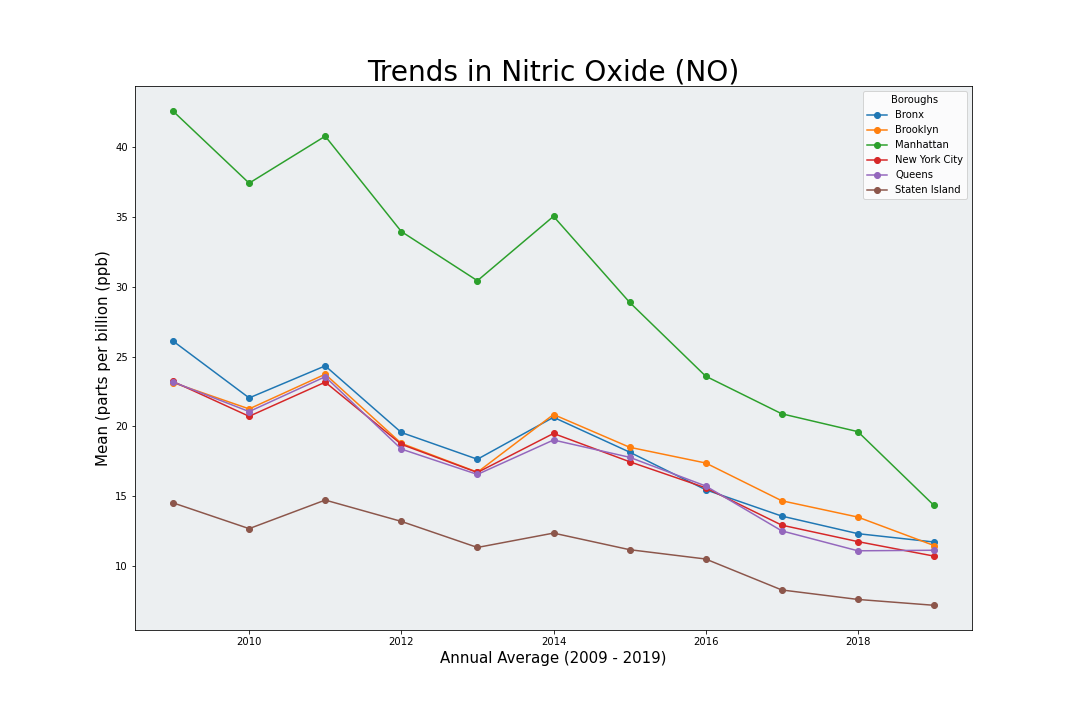 Trends in Nitric Oxide (NO)
Boroughs
Bronx
Brooklyn
Manhattan
New York City
Queens
Staten Island
Mean (parts per billion (ppb)
40
35
30
25
20
15
10
2010 2012 2014 2016 2018
Annual Average (2009 - 2019)